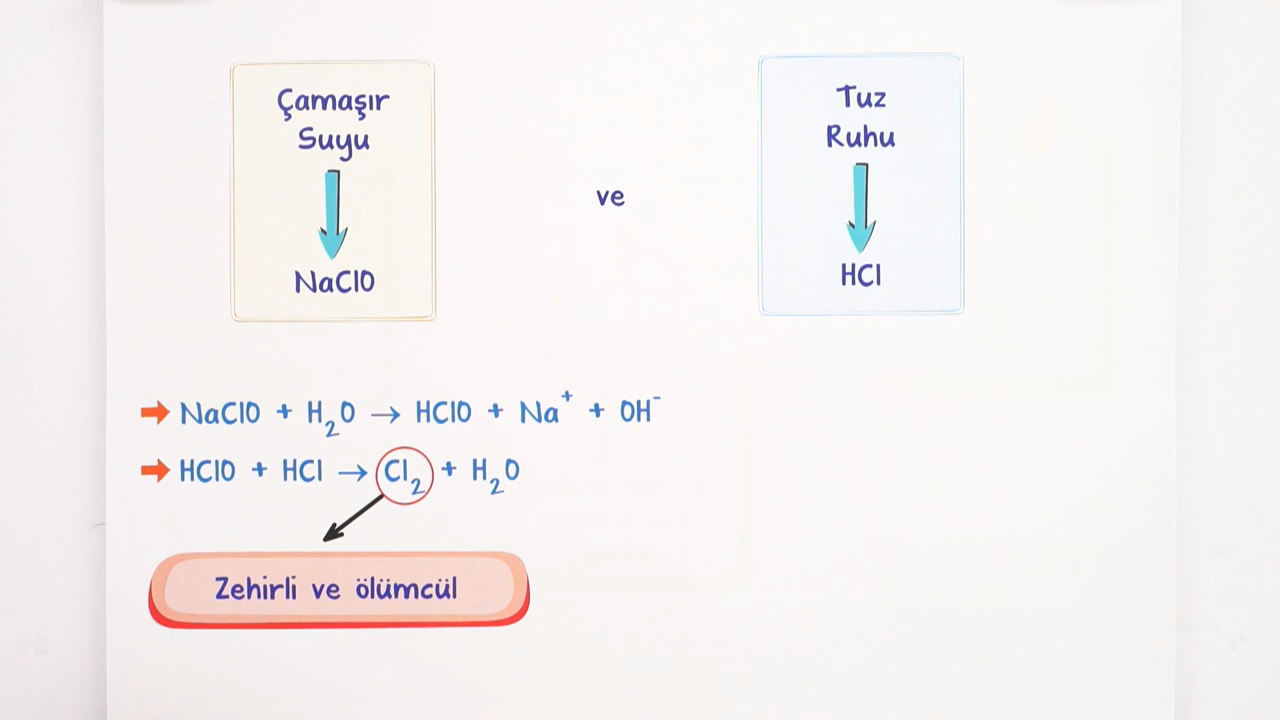 Çamaşır
Suyu
NaClO
ve
Tuz
Ruhu
HCl
NaClO + H₂O → HClO + Na⁺ + OH⁻
HClO + HCl → Cl₂ + H₂O
Zehirli ve ölümcül